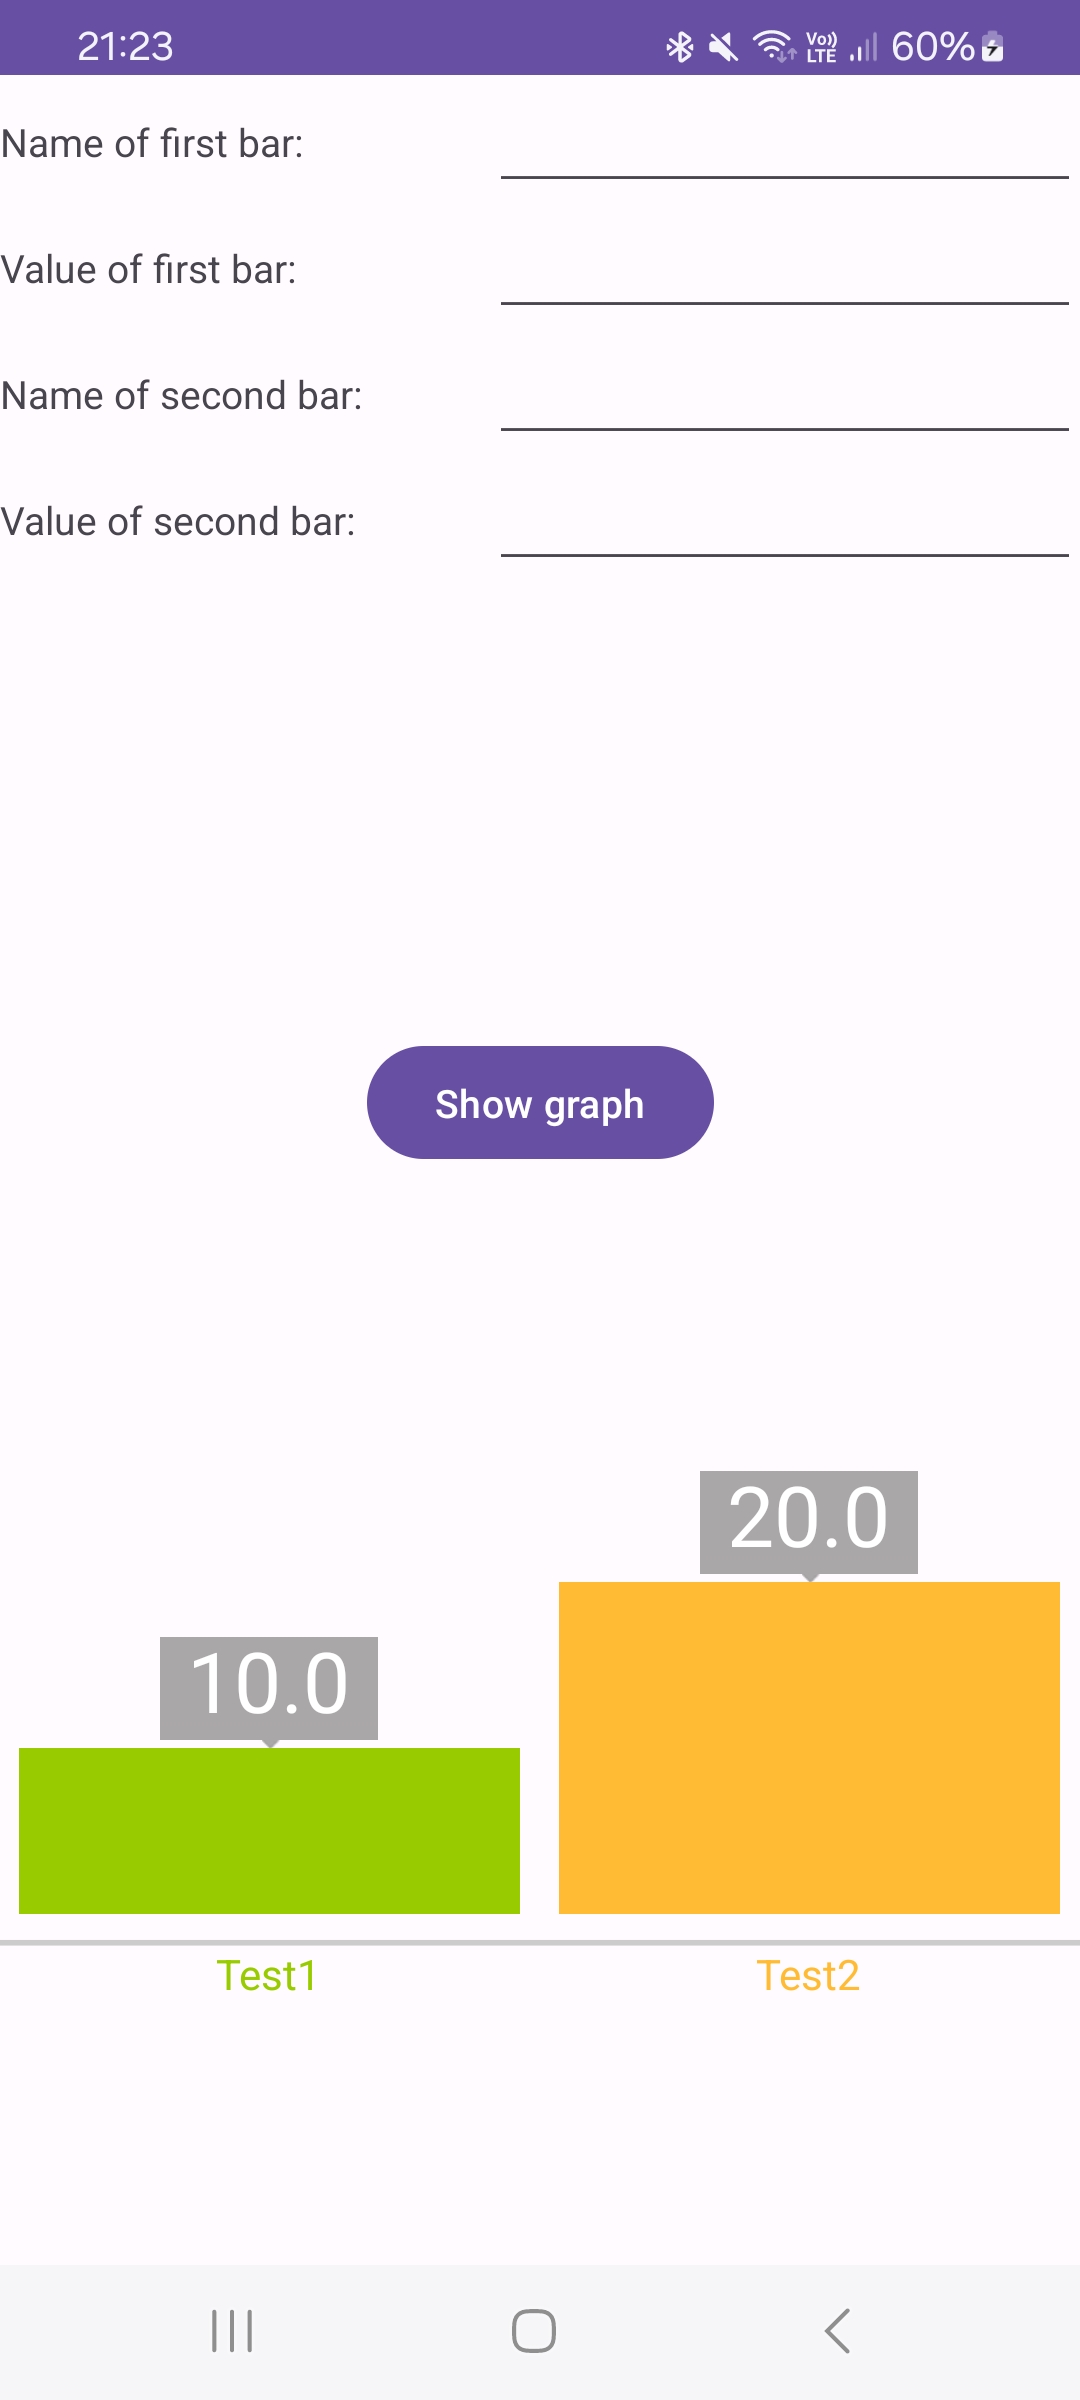 21:23 Vo)) LTE 60%
Name of first bar:
Value of first bar:
Name of second bar:
Value of second bar:
Show graph
20.0
10.0
Test1 Test2